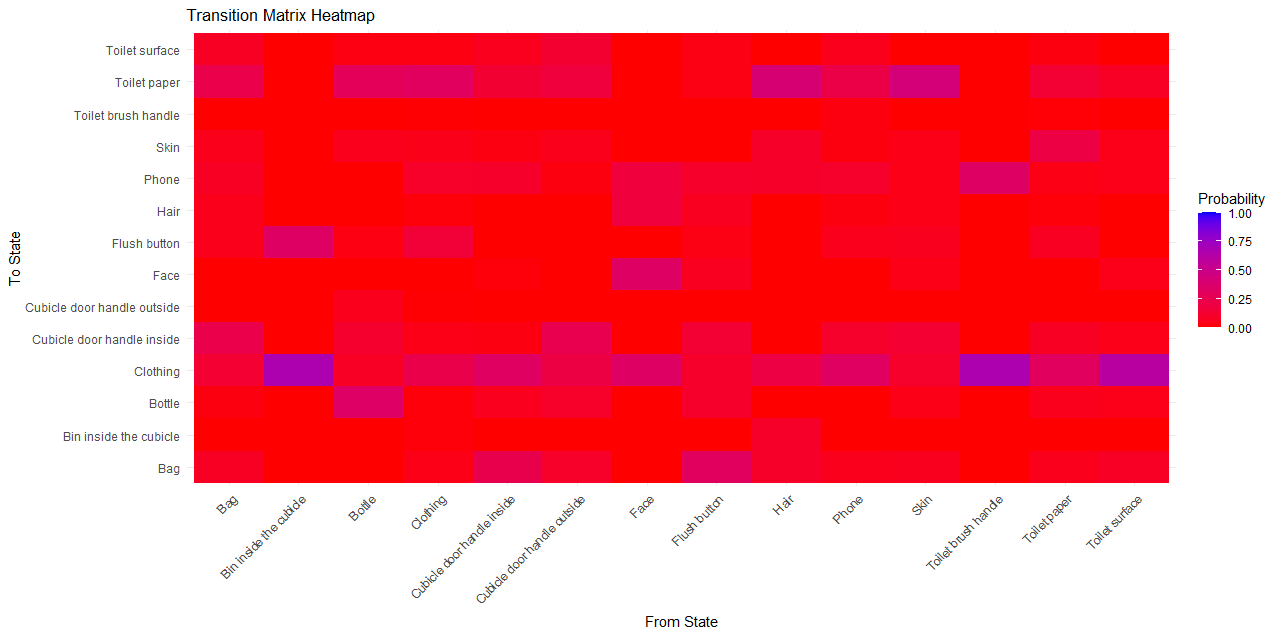 Transition Matrix Heatmap
Toilet surface
Toilet paper
Toilet brush handle
Skin
Phone
Hair
Flush button
Face
Cubicle door handle outside
Cubicle door handle inside
Clothing
Bottle
Bin inside the cubicle
Bag
To State
Bag
Bin inside the cubicle
Bottle
Clothing
Cubicle door handle inside
Cubicle door handle outside
Face
Flush button
Hair
Phone
Skin
Toilet brush handle
Toilet paper
Toilet surface
From State
Probability
1.00
0.75
0.50
0.25
0.00